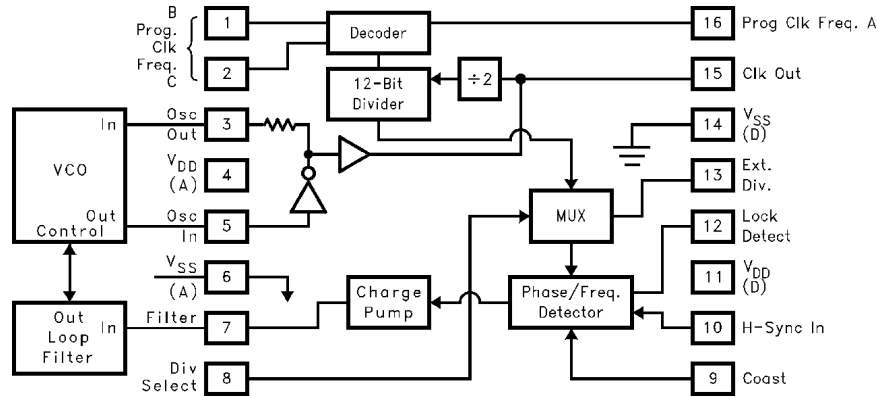 B
Prog.
Clk
Freq.
C
1
2
Decoder
12-Bit
Divider
÷2
16
Prog Clk Freq. A
15
Clk Out
In
VCO
Out
Control
Osc
Out
3
V_DD
(A)
4
Osc
In
5
14
V_SS
(D)
13
Ext.
Div.
MUX
12
Lock
Detect
V_SS
(A)
6
11
V_DD
(D)
Out
In
Loop
Filter
Filter
7
Charge
Pump
Phase/Freq.
Detector
10
H-Sync In
Div
Select
8
9
Coast